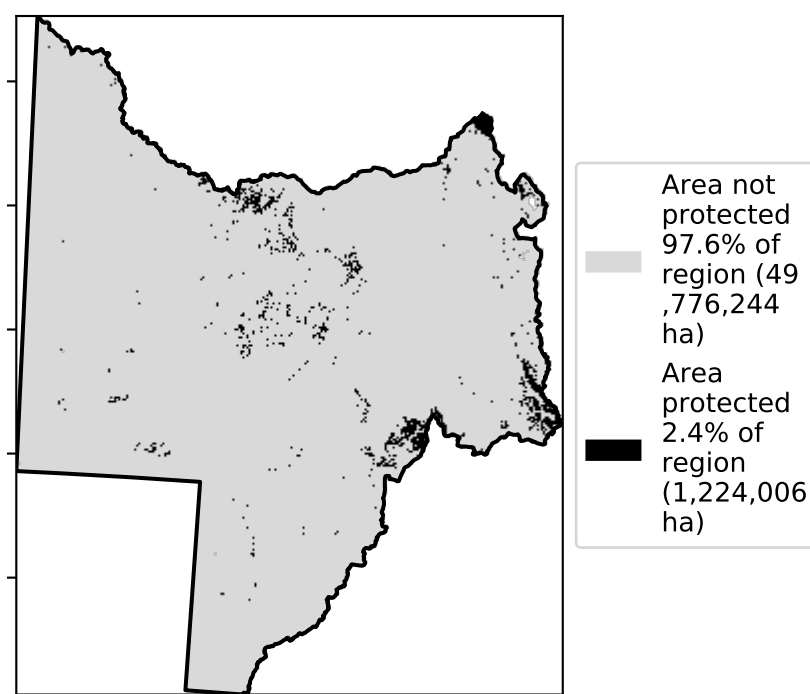 Area not
protected
97.6% of
region (49
,776,244
ha)
Area
protected
2.4% of
region
(1,224,006
ha)